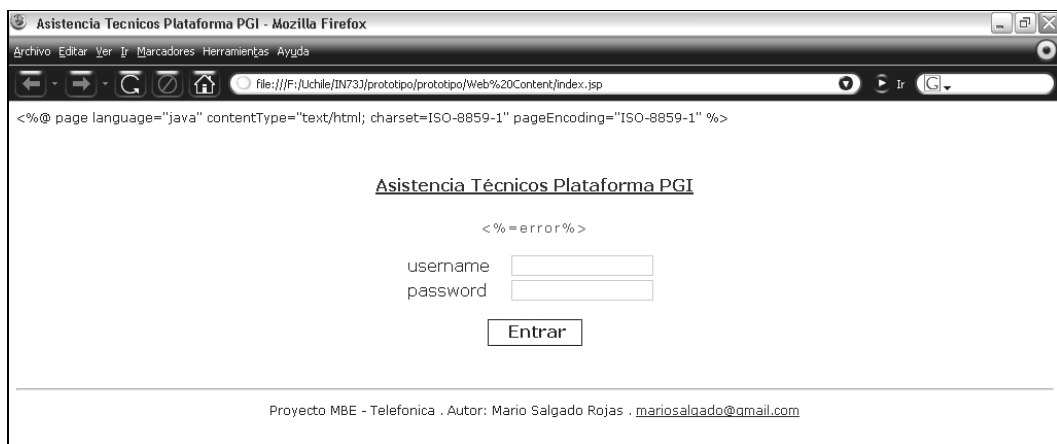 Asistencia Tecnicos Plataforma PGI - Mozilla Firefox
Archivo Editar Ver Ir Marcadores Herramientas Ayuda
file:///F:/Uchile/IN73J/prototipo/prototipo/Web%20Content/index.jsp Ir G
<%@ page language="java" contentType="text/html; charset=ISO-8859-1" pageEncoding="ISO-8859-1" %>
Asistencia Técnicos Plataforma PGI
<%=error%>
username
password
Entrar
Proyecto MBE - Telefonica . Autor: Mario Salgado Rojas . mariosalgado@gmail.com